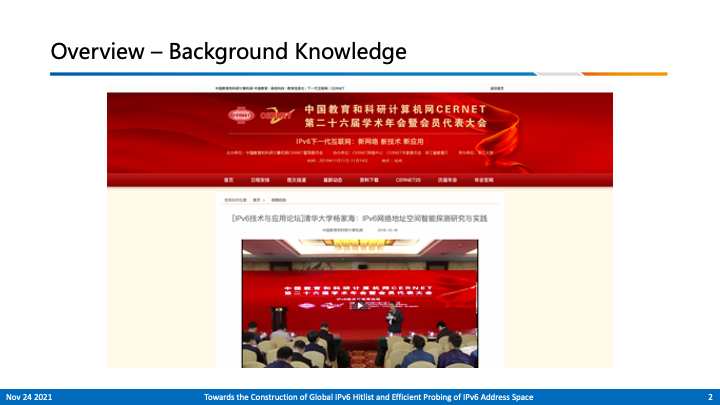 Overview – Background Knowledge
中国教育和科研计算机网CERNET
第二十六届学术年会暨会员代表大会
IPv6下一代互联网：新网络 新技术 新应用
首页 日程安排 图文报道 最新动态 资料下载 CERNET25 历届年会 年会官网
[IPv6技术与应用论坛]清华大学杨家海：IPv6网络地址空间智能探测研究与实践
中国教育和科研计算机网CERNET
第二十六届学术年会暨会员代表大会
Nov 24 2021 Towards the Construction of Global IPv6 Hitlist and Efficient Probing of IPv6 Address Space 2